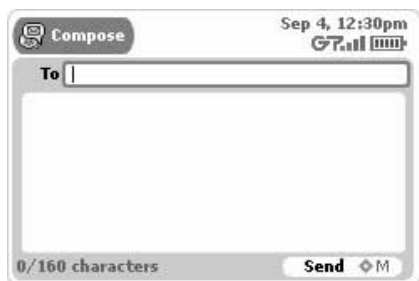 Compose
Sep 4, 12:30pm
G
To
0/160 characters
Send ◇M